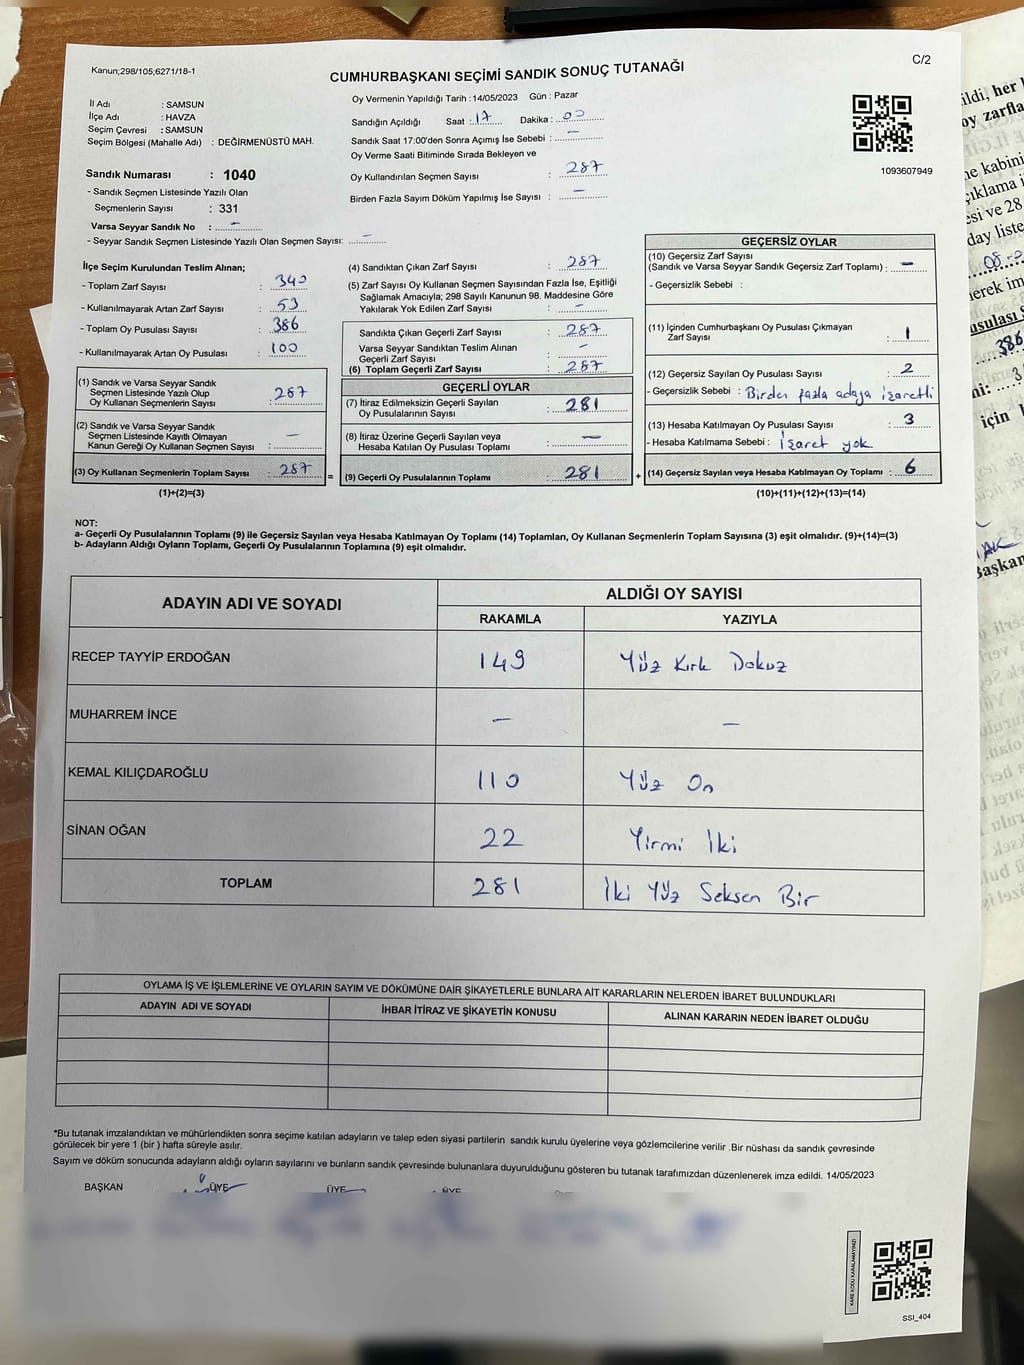 Kanun;298/105;6271/18-1
C/2
CUMHURBAŞKANI SEÇİMİ SANDIK SONUÇ TUTANAĞI
İl Adı : SAMSUN
İlçe Adı : HAVZA
Seçim Çevresi : SAMSUN
Seçim Bölgesi (Mahalle Adı) : DEĞİRMENÜSTÜ MAH.
Oy Vermenin Yapıldığı Tarih : 14/05/2023 Gün : Pazar
Sandığın Açıldığı Saat : 17 Dakika : 00
Sandık Saat 17:00'den Sonra Açımış İse Sebebi : —
Oy Verme Saati Bitiminde Sırada Bekleyen ve
Oy Kullandırılan Seçmen Sayısı : 287
Birden Fazla Sayım Döküm Yapılmış İse Sayısı : —
1093607949
Sandık Numarası : 1040
- Sandık Seçmen Listesinde Yazılı Olan
Seçmenlerin Sayısı : 331
Varsa Seyyar Sandık No : —
- Seyyar Sandık Seçmen Listesinde Yazılı Olan Seçmen Sayısı: —
İlçe Seçim Kurulundan Teslim Alınan;
- Toplam Zarf Sayısı : 340
- Kullanılmayarak Artan Zarf Sayısı : 53
- Toplam Oy Pusulası Sayısı : 386
- Kullanılmayarak Artan Oy Pusulası : 100
(1) Sandık ve Varsa Seyyar Sandık
Seçmen Listesinde Yazılı Olup
Oy Kullanan Seçmenlerin Sayısı : 287
(2) Sandık ve Varsa Seyyar Sandık
Seçmen Listesinde Kayıtlı Olmayan
Kanun Gereği Oy Kullanan Seçmen Sayısı : —
(3) Oy Kullanan Seçmenlerin Toplam Sayısı : 287
(1)+(2)=(3)
(4) Sandıktan Çıkan Zarf Sayısı : 287
(5) Zarf Sayısı Oy Kullanan Seçmen Sayısından Fazla İse, Eşitliği
Sağlamak Amacıyla; 298 Sayılı Kanunun 98. Maddesine Göre
Yakılarak Yok Edilen Zarf Sayısı : —
Sandıkta Çıkan Geçerli Zarf Sayısı : 287
Varsa Seyyar Sandıktan Teslim Alınan
Geçerli Zarf Sayısı : —
(6) Toplam Geçerli Zarf Sayısı : 287
GEÇERLİ OYLAR
(7) İtiraz Edilmeksizin Geçerli Sayılan
Oy Pusulalarının Sayısı : 281
(8) İtiraz Üzerine Geçerli Sayılan veya
Hesaba Katılan Oy Pusulaları Toplamı : —
= (9) Geçerli Oy Pusulalarının Toplamı : 281 +
GEÇERSİZ OYLAR
(10) Geçersiz Zarf Sayısı
(Sandık ve Varsa Seyyar Sandık Geçersiz Zarf Toplamı) : —
- Geçersizlik Sebebi :
(11) İçinden Cumhurbaşkanı Oy Pusulası Çıkmayan
Zarf Sayısı : 1
(12) Geçersiz Sayılan Oy Pusulası Sayısı : 2
- Geçersizlik Sebebi : Birden fazla adaya işaretli
(13) Hesaba Katılmayan Oy Pusulası Sayısı : 3
- Hesaba Katılmama Sebebi : İşaret yok
(14) Geçersiz Sayılan veya Hesaba Katılmayan Oy Toplamı : 6
(10)+(11)+(12)+(13)=(14)
NOT:
a- Geçerli Oy Pusulalarının Toplamı (9) ile Geçersiz Sayılan veya Hesaba Katılmayan Oy Toplamı (14) Toplamları, Oy Kullanan Seçmenlerin Toplam Sayısına (3) eşit olmalıdır. (9)+(14)=(3)
b- Adayların Aldığı Oyların Toplamı, Geçerli Oy Pusulalarının Toplamına (9) eşit olmalıdır.
ADAYIN ADI VE SOYADI
ALDIĞI OY SAYISI
RAKAMLA YAZIYLA
RECEP TAYYİP ERDOĞAN 149 Yüz Kırk Dokuz
MUHARREM İNCE — —
KEMAL KILIÇDAROĞLU 110 Yüz On
SİNAN OĞAN 22 Yirmi İki
TOPLAM 281 İki Yüz Seksen Bir
OYLAMA İŞ VE İŞLEMLERİNE VE OYLARIN SAYIM VE DÖKÜMÜNE DAİR ŞİKAYETLERLE BUNLARA AİT KARARLARIN NELERDEN İBARET BULUNDUKLARI
ADAYIN ADI VE SOYADI İHBAR İTİRAZ VE ŞİKAYETİN KONUSU ALINAN KARARIN NEDEN İBARET OLDUĞU
*Bu tutanak imzalandıktan ve mühürlendikten sonra seçime katılan adayların ve talep eden siyasi partilerin sandık kurulu üyelerine veya gözlemcilerine verilir .Bir nüshası da sandık çevresinde
görülecek bir yere 1 (bir ) hafta süreyle asılır.
Sayım ve döküm sonucunda adayların aldığı oyların sayılarını ve bunların sandık çevresinde bulunanlara duyurulduğunu gösteren bu tutanak tarafımızdan düzenlenerek imza edildi. 14/05/2023
BAŞKAN ÜYE ÜYE ÜYE
KARE KODU KARALAMAYINIZ!
SSI_404